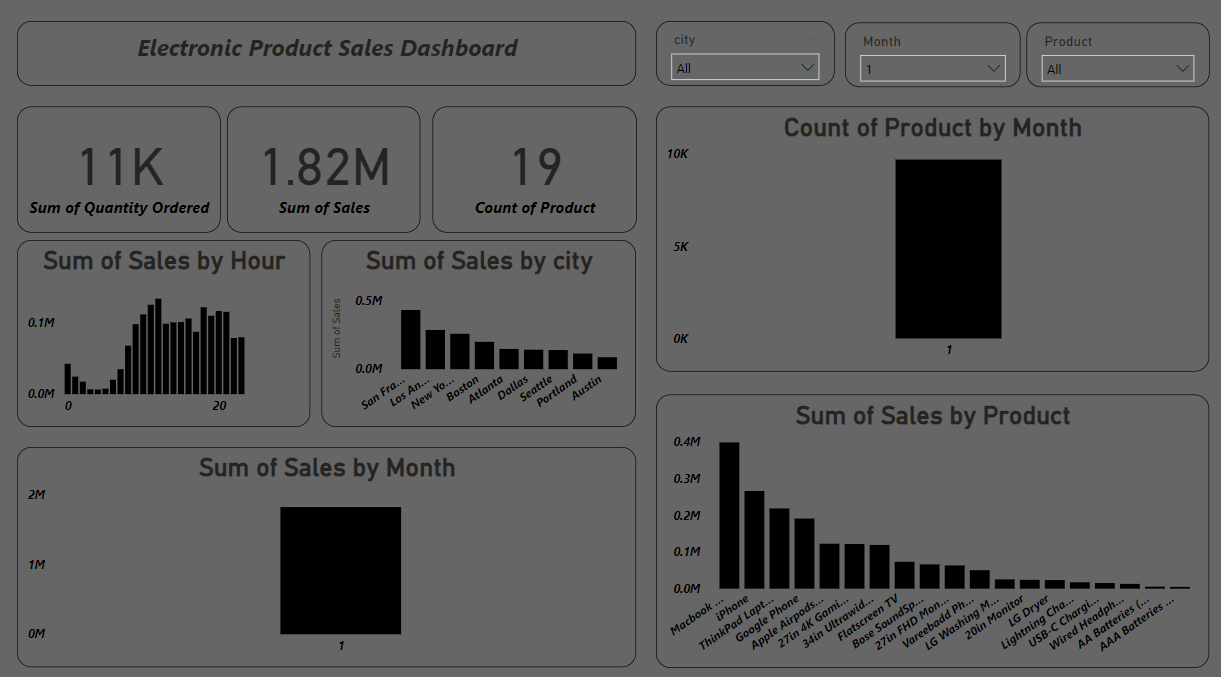 Electronic Product Sales Dashboard
city
All
Month
1
Product
All
11K
Sum of Quantity Ordered
1.82M
Sum of Sales
19
Count of Product
Count of Product by Month
10K
5K
0K
1
Sum of Sales by Hour
0.1M
0.0M
0 20
Sum of Sales by city
Sum of Sales
0.5M
0.0M
San Fra...
Los An...
New Yo...
Boston
Atlanta
Dallas
Seattle
Portland
Austin
Sum of Sales by Month
2M
1M
0M
1
Sum of Sales by Product
0.4M
0.3M
0.2M
0.1M
0.0M
Macbook ...
iPhone
ThinkPad Lapt...
Google Phone
Apple Airpods...
27in 4K Gami...
34in Ultrawid...
Flatscreen TV
Bose SoundSp...
27in FHD Mon...
Vareebadd Ph...
LG Washing M...
20in Monitor
LG Dryer
Lightning Cha...
USB-C Chargi...
Wired Headph...
AA Batteries (...
AAA Batteries ...